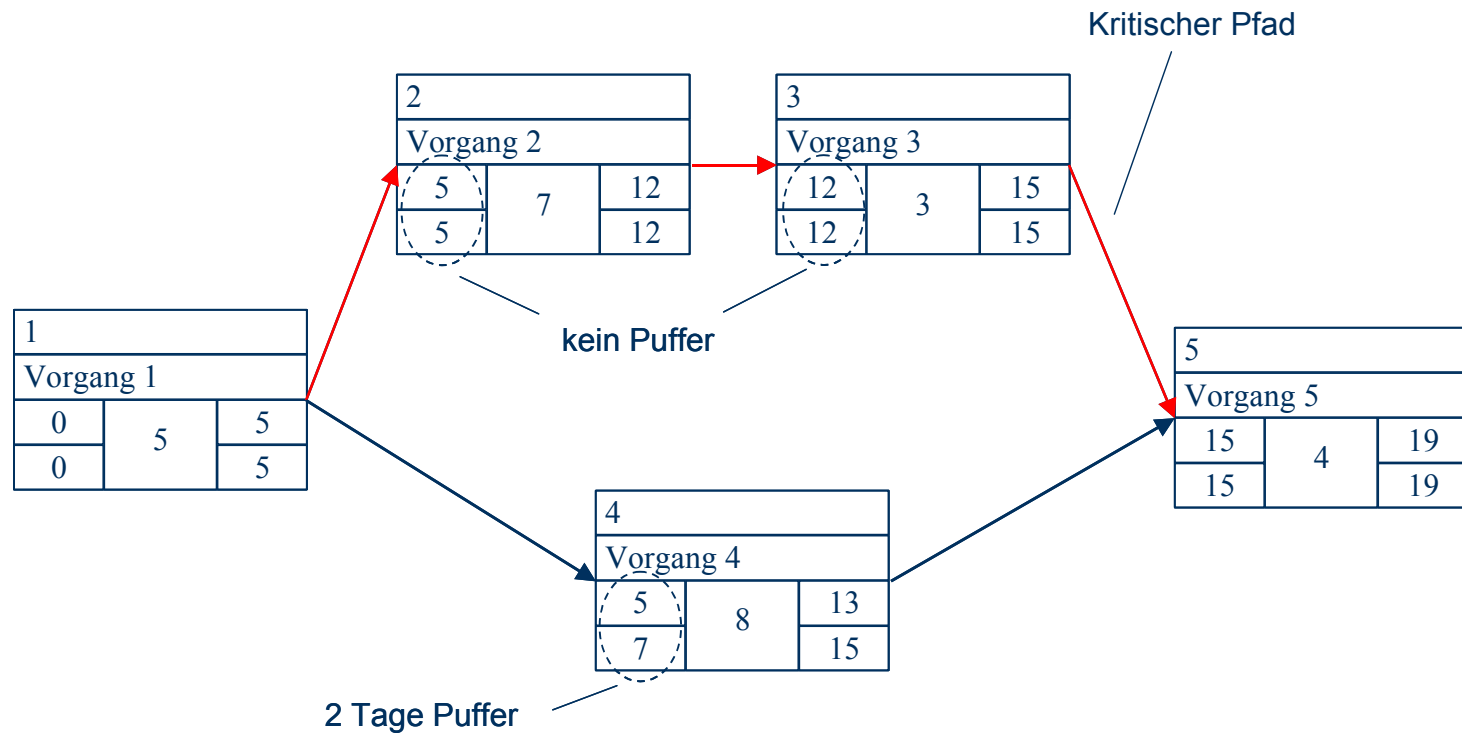 Kritischer Pfad
2
Vorgang 2
5 7 12
5 12
3
Vorgang 3
12 3 15
12 15
kein Puffer
1
Vorgang 1
0 5 5
0 5
5
Vorgang 5
15 4 19
15 19
4
Vorgang 4
5 8 13
7 15
2 Tage Puffer